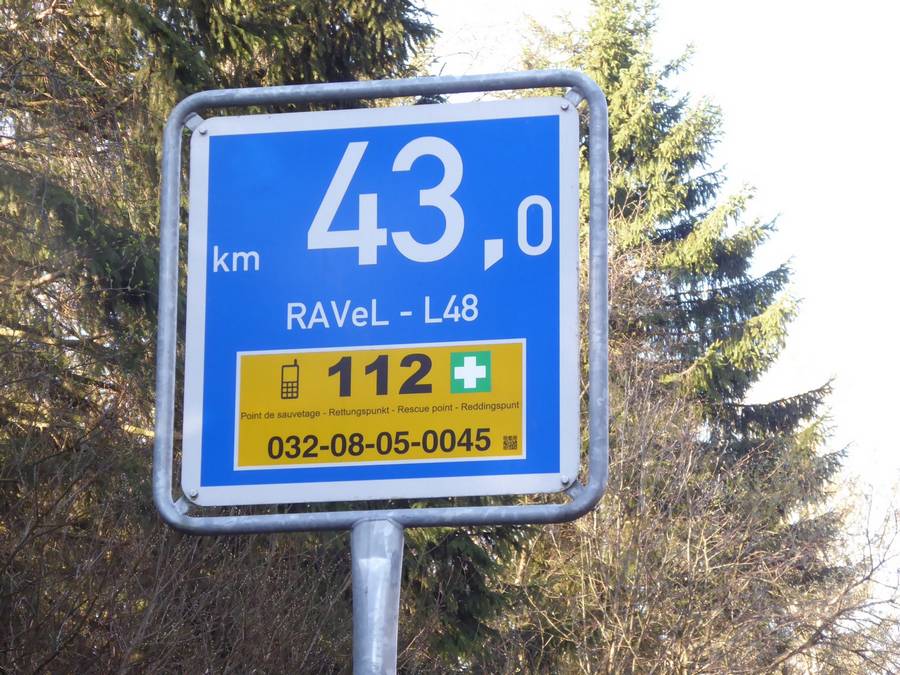 km 43,0
RAVeL - L48
112
Point de sauvetage - Rettungspunkt - Rescue point - Reddingspunt
032-08-05-0045